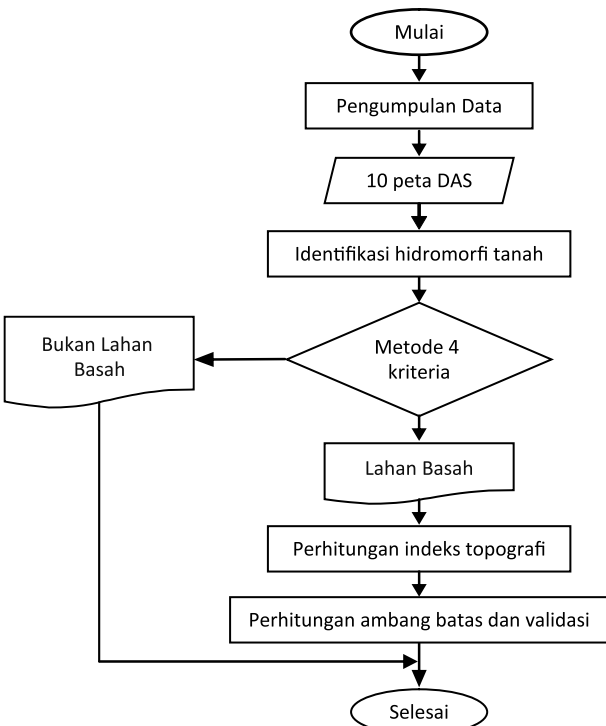 Mulai
Pengumpulan Data
10 peta DAS
Identifikasi hidromorfi tanah
Metode 4
kriteria
Bukan Lahan
Basah
Lahan Basah
Perhitungan indeks topografi
Perhitungan ambang batas dan validasi
Selesai